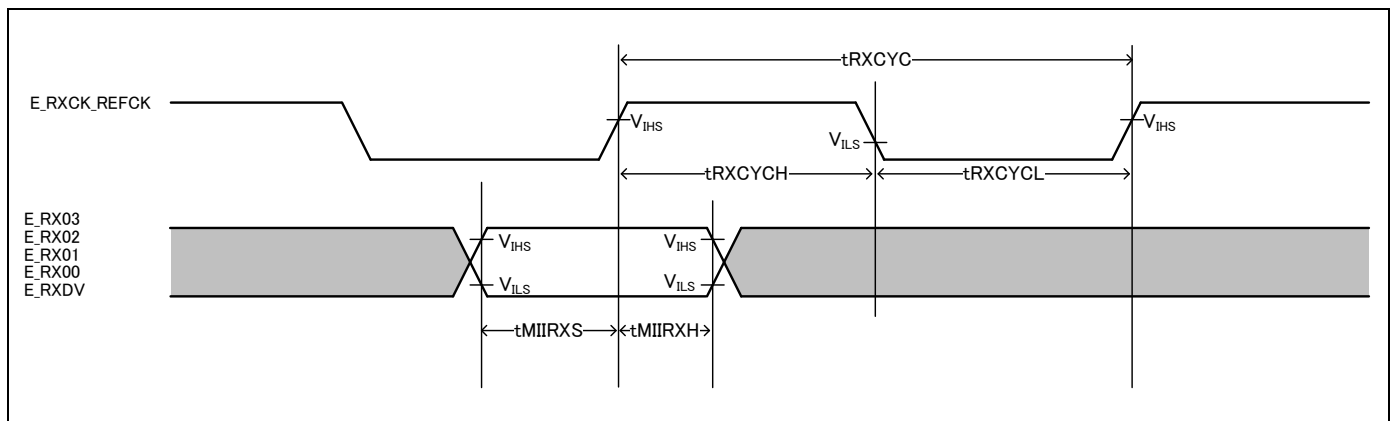 tRXCYC
E_RXCK_REFCK
VIHS
VILS
VIHS
tRXCYCH
tRXCYCL
E_RX03
E_RX02
E_RX01
E_RX00
E_RXDV
VIHS
VIHS
VILS
VILS
tMIIRXS
tMIIRXH